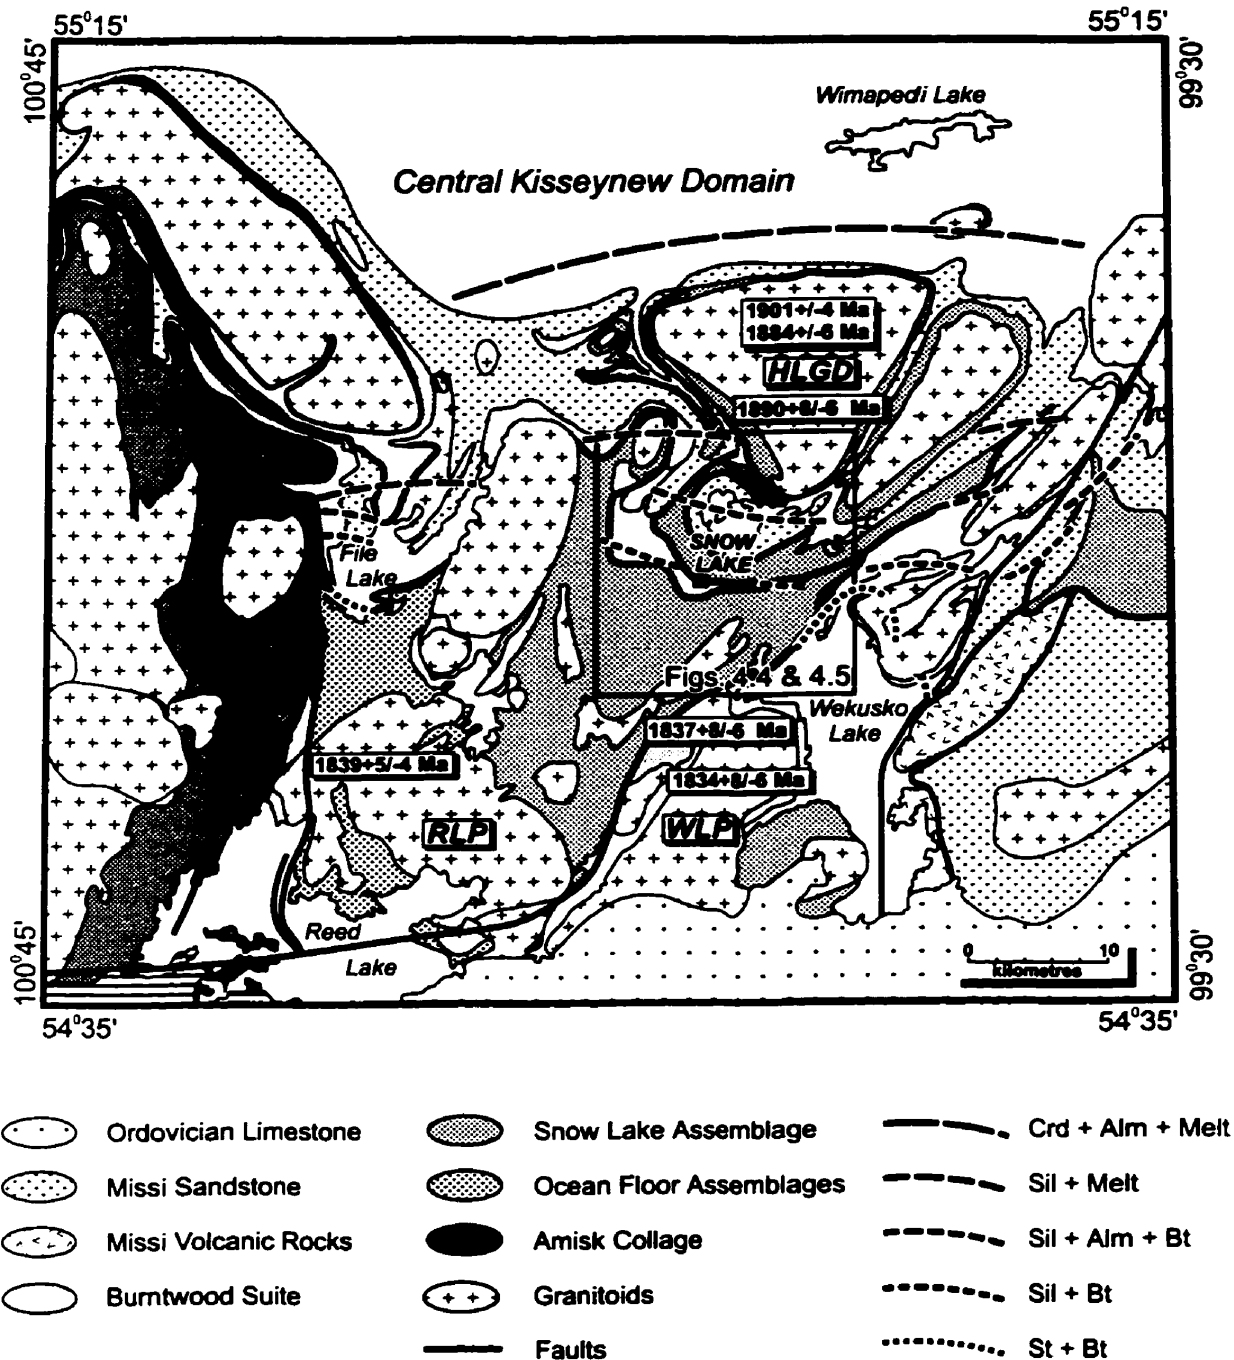 55°15' 55°15'
100°45' 99°30'
Wimapedi Lake
Central Kisseynew Domain
1901+/-4 Ma
1884+/-6 Ma
HLGD
1890+8/-6 Ma
SNOW
LAKE
File
Lake
Figs. 4.4 & 4.5
Wekusko
Lake
1837+8/-6 Ma
1839+5/-4 Ma
1834+8/-6 Ma
RLP WLP
Reed
Lake
0 10
kilometres
100°45' 99°30'
54°35' 54°35'
Ordovician Limestone Snow Lake Assemblage Crd + Alm + Melt
Missi Sandstone Ocean Floor Assemblages Sil + Melt
Missi Volcanic Rocks Amisk Collage Sil + Alm + Bt
Burntwood Suite Granitoids Sil + Bt
Faults St + Bt